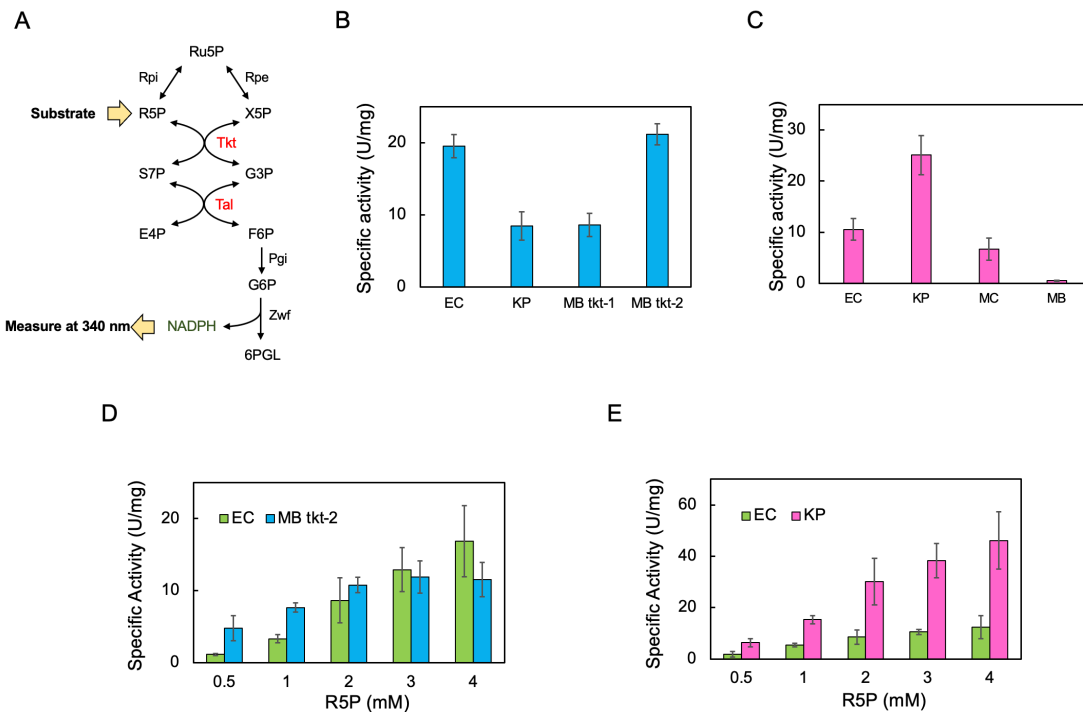 A
Ru5P
Rpi
Rpe
Substrate
R5P
X5P
Tkt
S7P
G3P
Tal
E4P
F6P
Pgi
G6P
Zwf
Measure at 340 nm
NADPH
6PGL
B
Specific activity (U/mg)
20
10
0
EC
KP
MB tkt-1
MB tkt-2
C
Specific activity (U/mg)
30
20
10
0
EC
KP
MC
MB
D
Specific Activity (U/mg)
20
10
0
EC
MB tkt-2
0.5
1
2
3
4
R5P (mM)
E
Specific Activity (U/mg)
60
40
20
0
EC
KP
0.5
1
2
3
4
R5P (mM)